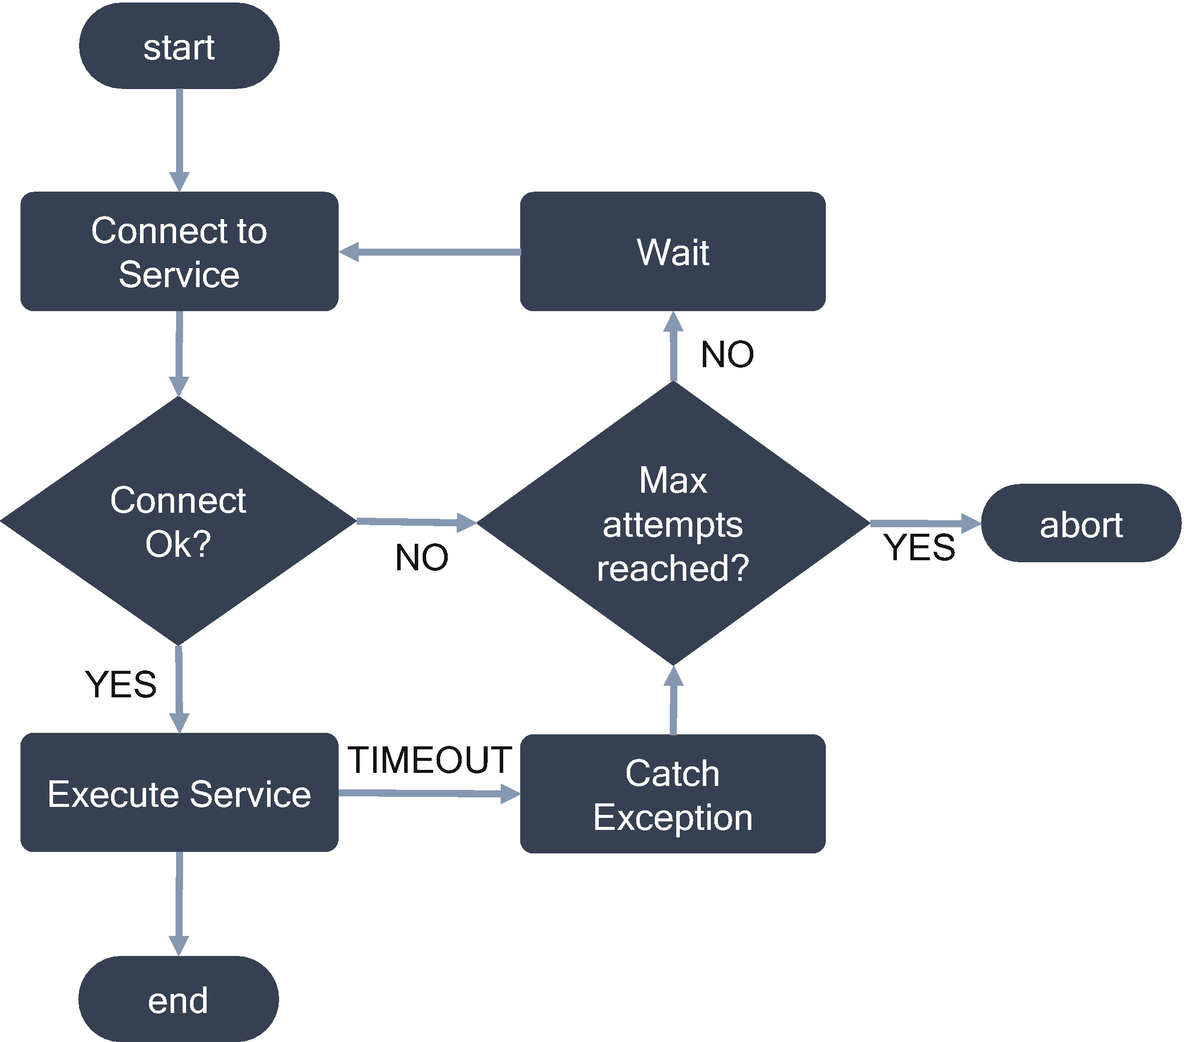 start
Connect to
Service
Wait
NO
Connect
Ok?
NO
Max
attempts
reached?
YES
abort
YES
Execute Service
TIMEOUT
Catch
Exception
end